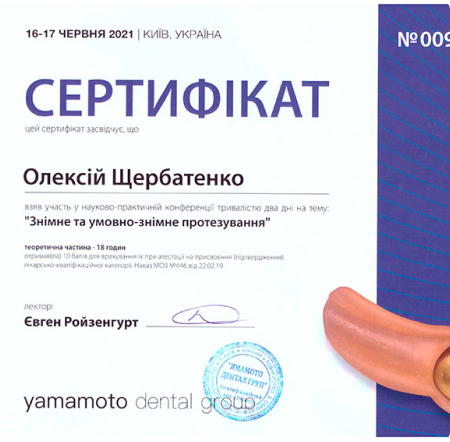 16-17 ЧЕРВНЯ 2021 | КИЇВ, УКРАЇНА
№ 009
СЕРТИФІКАТ
цей сертифікат засвідчує, що
Олексій Щербатенко
взяв участь у науково-практичній конференції тривалістю два дні на тему:
"Знімне та умовно-знімне протезування"
теоретична частина - 18 годин
отримав(ла) 10 балів для врахування їх при атестації на присвоєння (підтвердження)
лікарсько-кваліфікаційної категорії. Наказ МОЗ №446 від 22.02.19
лектор:
Євген Ройзенгурт
"ЯМАМОТО
ДЕНТАЛ ГРУП"
yamamoto dental group